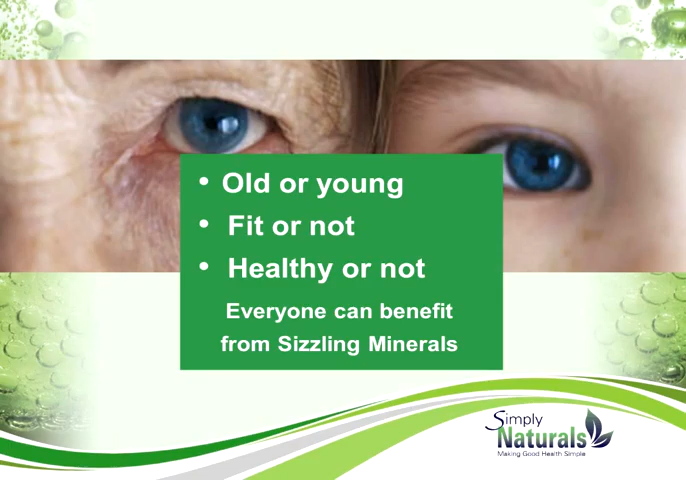 • Old or young
• Fit or not
• Healthy or not
Everyone can benefit
from Sizzling Minerals
Simply
Naturals
Making Good Health Simple